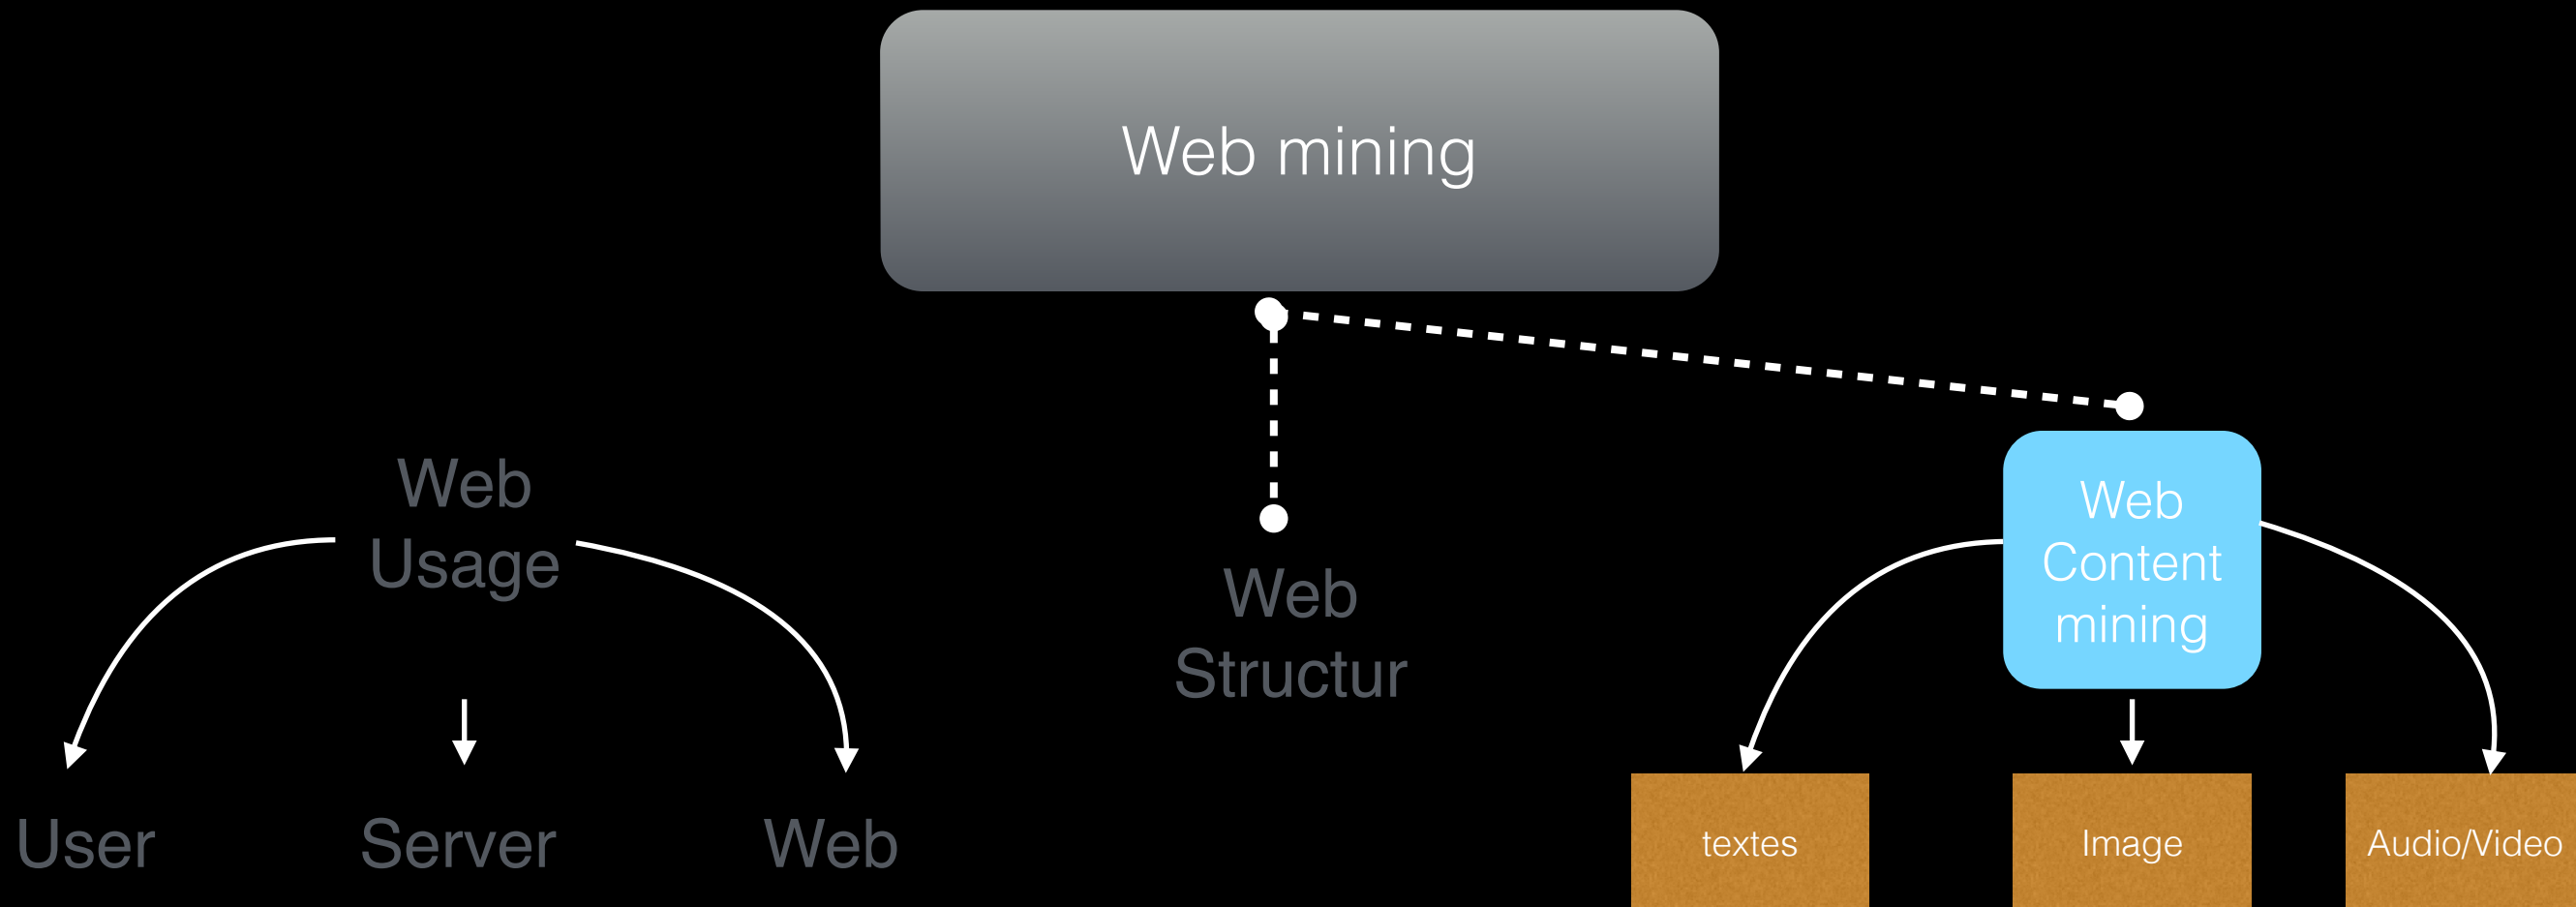 Web mining
Web
Usage
Web
Structur
Web
Content
mining
User
Server
Web
textes
Image
Audio/Video